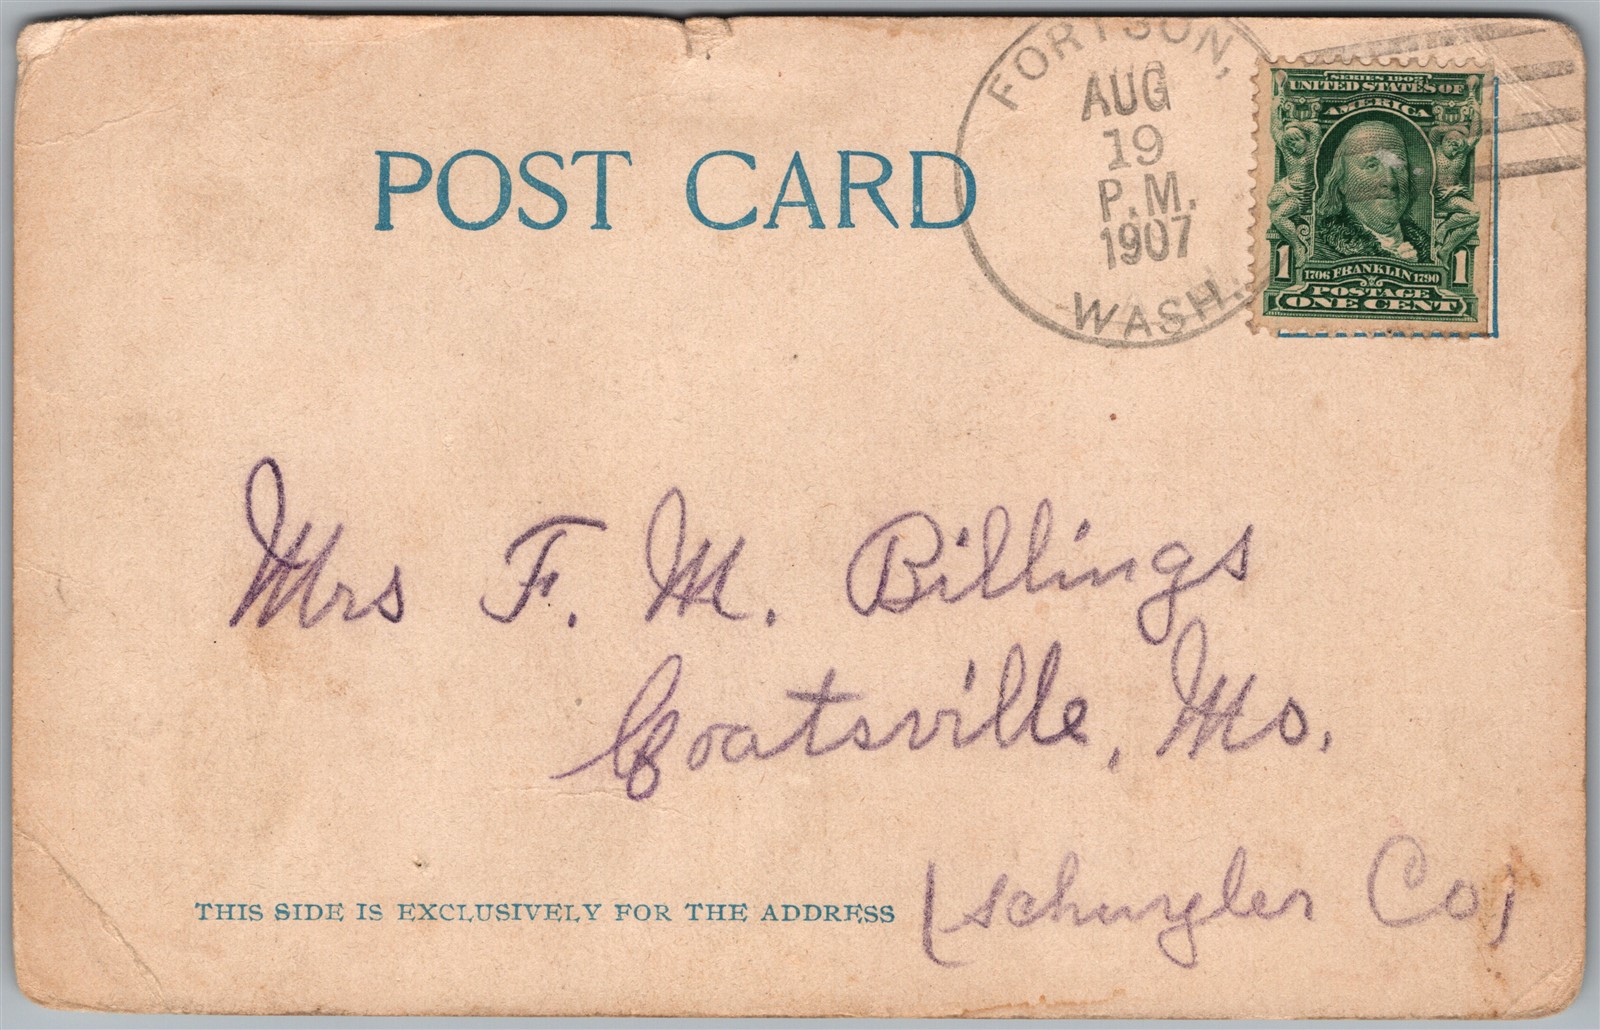 POST CARD
FORTSON,
AUG
19
P.M.
1907
WASH.
SERIES 1902
UNITED STATES OF
AMERICA
1 1706 FRANKLIN 1790 1
POSTAGE
ONE CENT
Mrs F. M. Billings
Coatsville, Mo.
(Schuyler Co)
THIS SIDE IS EXCLUSIVELY FOR THE ADDRESS